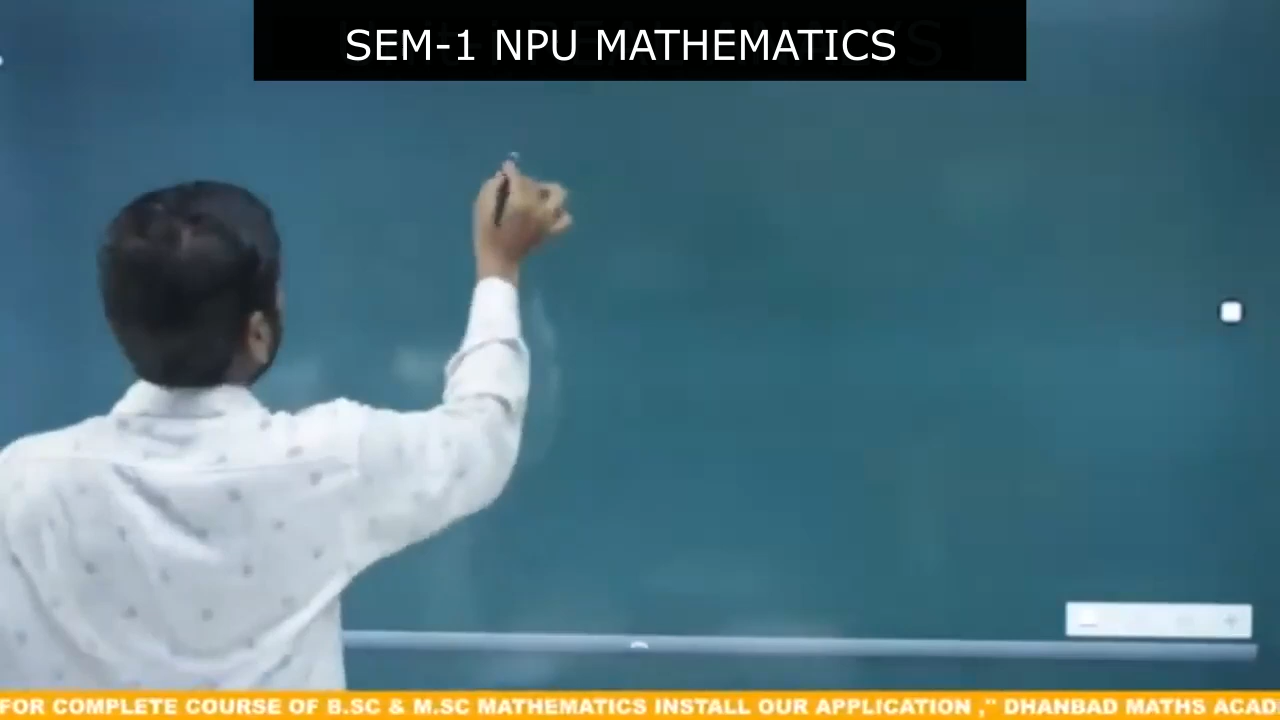 SEM-1 NPU MATHEMATICS
FOR COMPLETE COURSE OF B.SC & M.SC MATHEMATICS INSTALL OUR APPLICATION ," DHANBAD MATHS ACAD